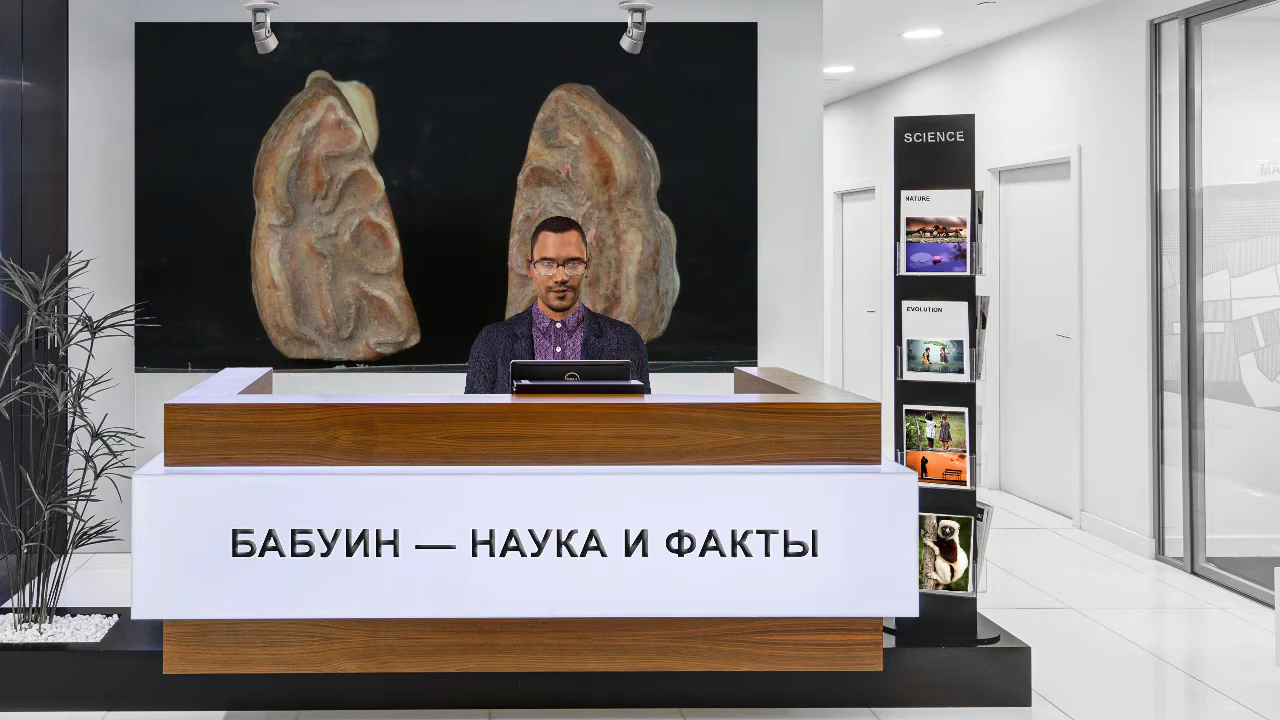 SCIENCE
NATURE
EVOLUTION
БАБУИН — НАУКА И ФАКТЫ